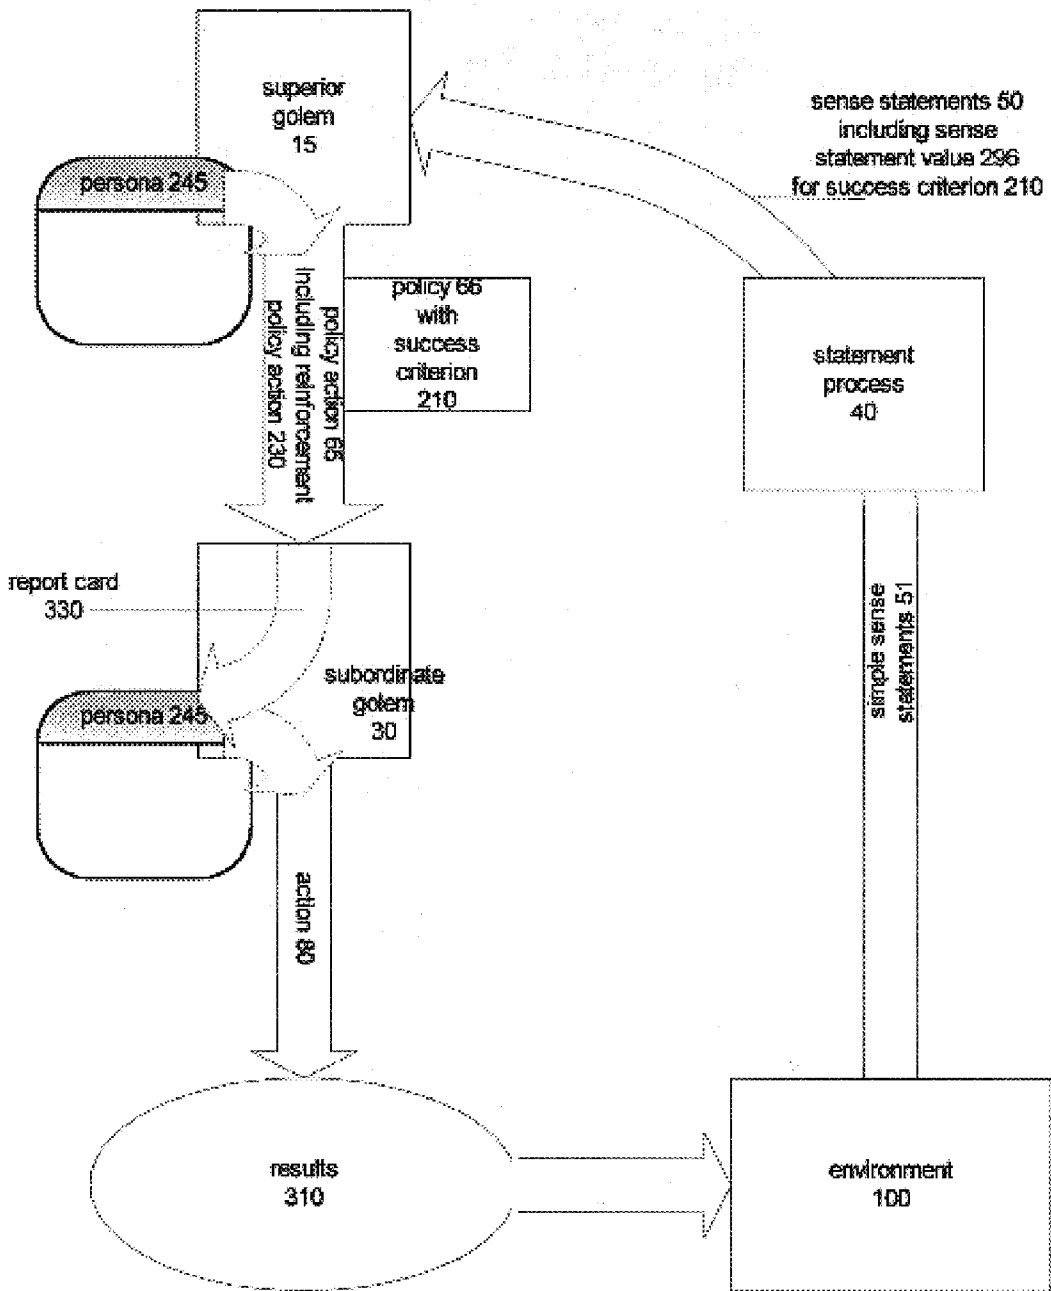 superior
golem
15
persona 245
sense statements 50
including sense
statement value 296
for success criterion 210
policy action 65
including reinforcement
policy action 230
policy 66
with
success
criterion
210
statement
process
40
report card
330
subordinate
golem
30
persona 245
simple sense
statements 51
action 80
results
310
environment
100